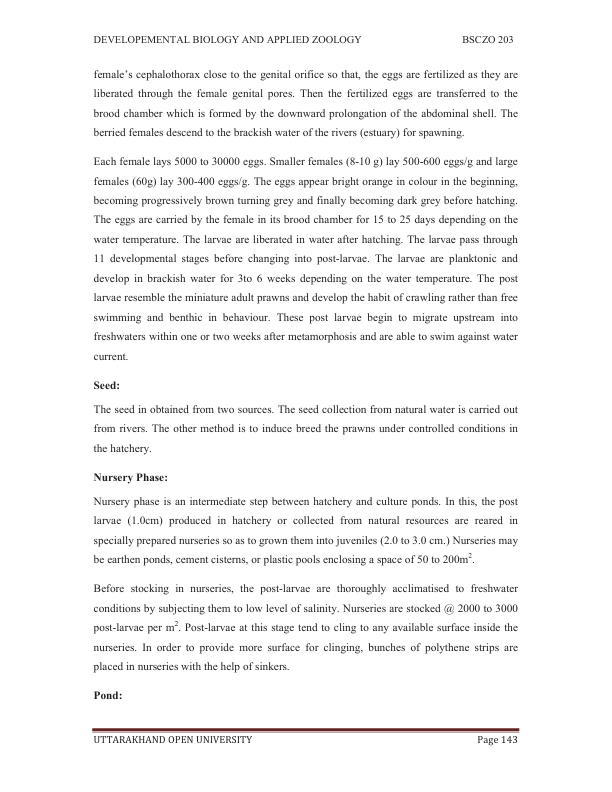 DEVELOPEMENTAL BIOLOGY AND APPLIED ZOOLOGY BSCZO 203
female's cephalothorax close to the genital orifice so that, the eggs are fertilized as they are
liberated through the female genital pores. Then the fertilized eggs are transferred to the
brood chamber which is formed by the downward prolongation of the abdominal shell. The
berried females descend to the brackish water of the rivers (estuary) for spawning.
Each female lays 5000 to 30000 eggs. Smaller females (8-10 g) lay 500-600 eggs/g and large
females (60g) lay 300-400 eggs/g. The eggs appear bright orange in colour in the beginning,
becoming progressively brown turning grey and finally becoming dark grey before hatching.
The eggs are carried by the female in its brood chamber for 15 to 25 days depending on the
water temperature. The larvae are liberated in water after hatching. The larvae pass through
11 developmental stages before changing into post-larvae. The larvae are planktonic and
develop in brackish water for 3to 6 weeks depending on the water temperature. The post
larvae resemble the miniature adult prawns and develop the habit of crawling rather than free
swimming and benthic in behaviour. These post larvae begin to migrate upstream into
freshwaters within one or two weeks after metamorphosis and are able to swim against water
current.
Seed:
The seed in obtained from two sources. The seed collection from natural water is carried out
from rivers. The other method is to induce breed the prawns under controlled conditions in
the hatchery.
Nursery Phase:
Nursery phase is an intermediate step between hatchery and culture ponds. In this, the post
larvae (1.0cm) produced in hatchery or collected from natural resources are reared in
specially prepared nurseries so as to grown them into juveniles (2.0 to 3.0 cm.) Nurseries may
be earthen ponds, cement cisterns, or plastic pools enclosing a space of 50 to 200m².
Before stocking in nurseries, the post-larvae are thoroughly acclimatised to freshwater
conditions by subjecting them to low level of salinity. Nurseries are stocked @ 2000 to 3000
post-larvae per m². Post-larvae at this stage tend to cling to any available surface inside the
nurseries. In order to provide more surface for clinging, bunches of polythene strips are
placed in nurseries with the help of sinkers.
Pond:
UTTARAKHAND OPEN UNIVERSITY Page 143